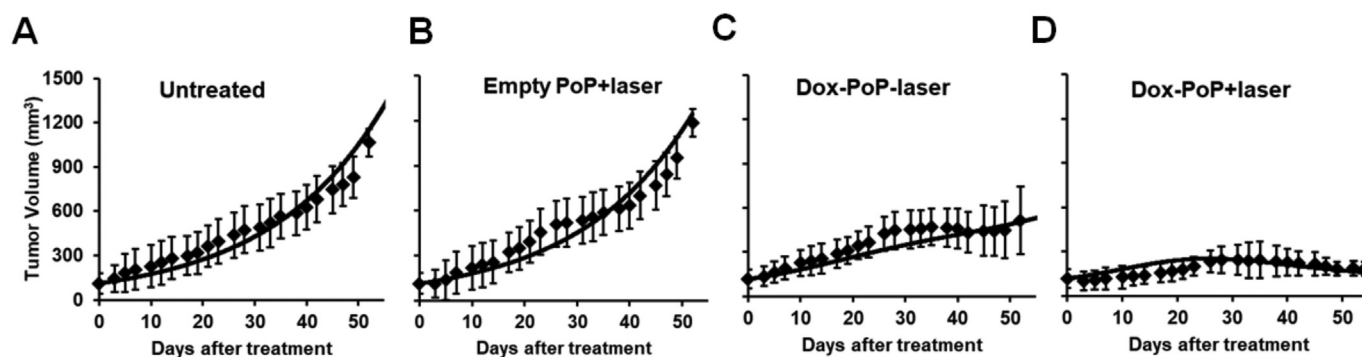 A
B
C
D
Untreated
Empty PoP+laser
Dox-PoP-laser
Dox-PoP+laser
Tumor Volume (mm³)
1500
1200
900
600
300
0
0 10 20 30 40 50
0 10 20 30 40 50
0 10 20 30 40 50
0 10 20 30 40 50
Days after treatment
Days after treatment
Days after treatment
Days after treatment